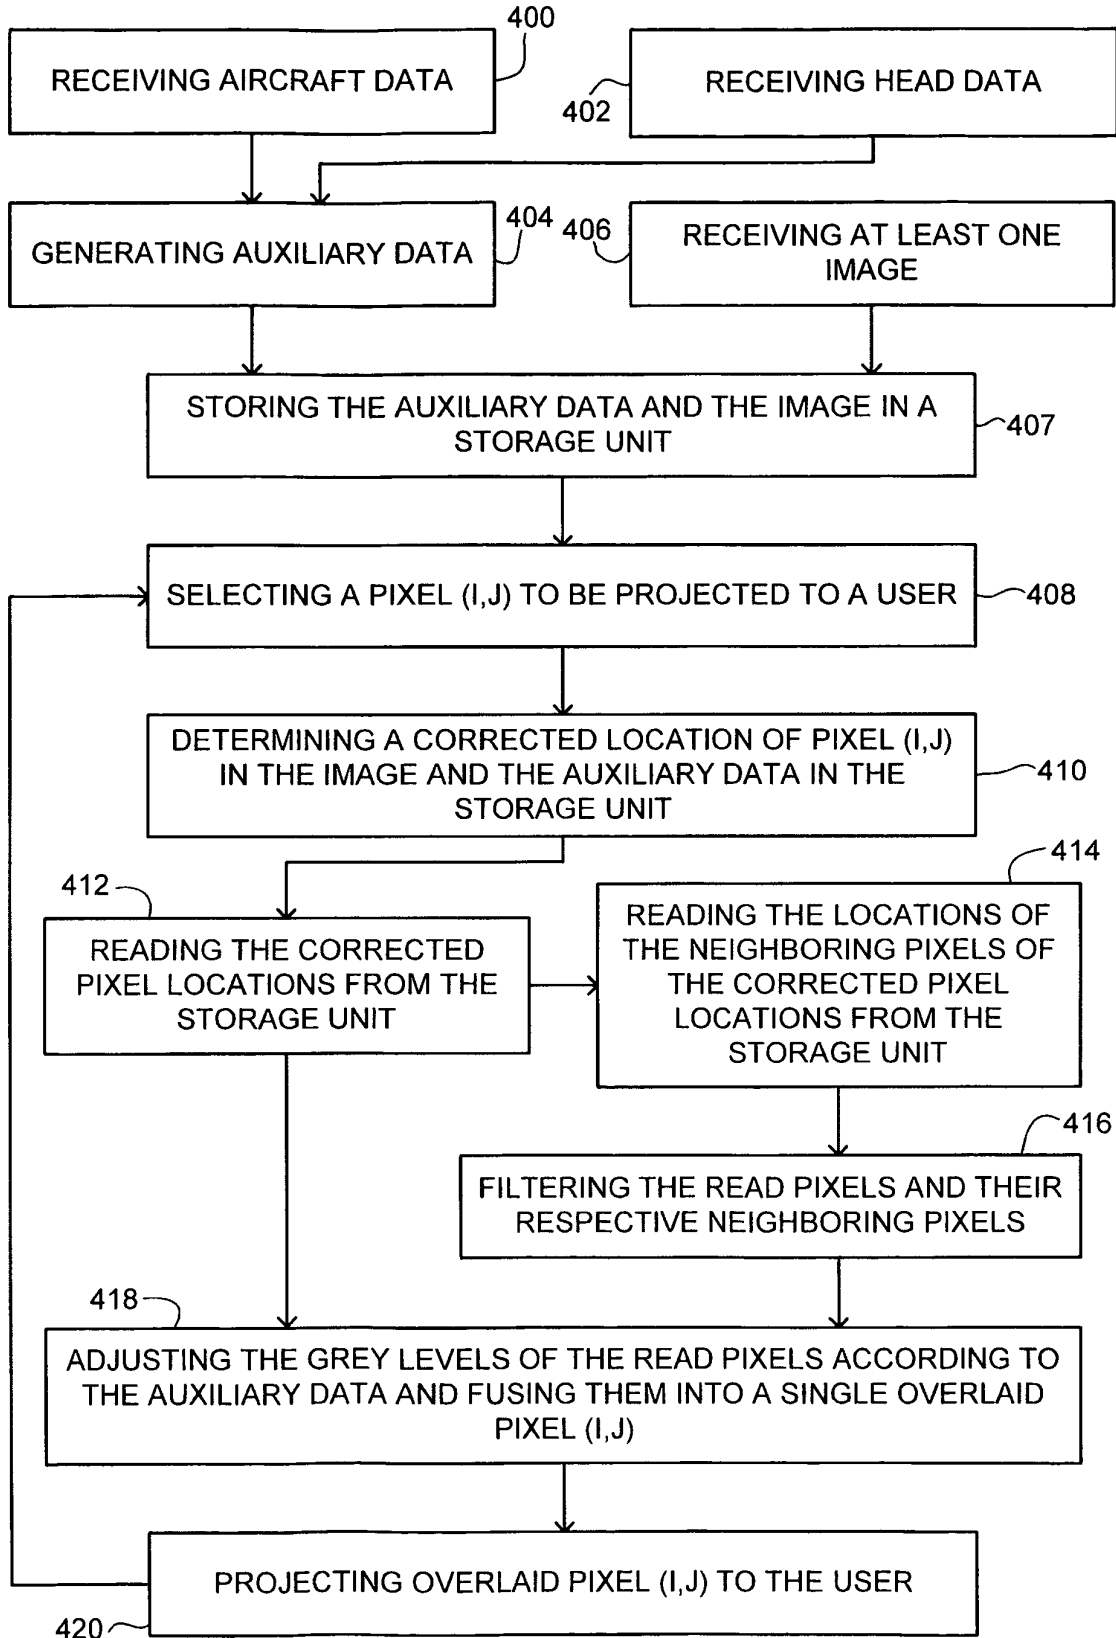 400
RECEIVING AIRCRAFT DATA
RECEIVING HEAD DATA
402
GENERATING AUXILIARY DATA
404
406
RECEIVING AT LEAST ONE
IMAGE
STORING THE AUXILIARY DATA AND THE IMAGE IN A
STORAGE UNIT
407
SELECTING A PIXEL (I,J) TO BE PROJECTED TO A USER
408
DETERMINING A CORRECTED LOCATION OF PIXEL (I,J)
IN THE IMAGE AND THE AUXILIARY DATA IN THE
STORAGE UNIT
410
412
READING THE CORRECTED
PIXEL LOCATIONS FROM THE
STORAGE UNIT
414
READING THE LOCATIONS OF
THE NEIGHBORING PIXELS OF
THE CORRECTED PIXEL
LOCATIONS FROM THE
STORAGE UNIT
416
FILTERING THE READ PIXELS AND THEIR
RESPECTIVE NEIGHBORING PIXELS
418
ADJUSTING THE GREY LEVELS OF THE READ PIXELS ACCORDING TO
THE AUXILIARY DATA AND FUSING THEM INTO A SINGLE OVERLAID
PIXEL (I,J)
PROJECTING OVERLAID PIXEL (I,J) TO THE USER
420